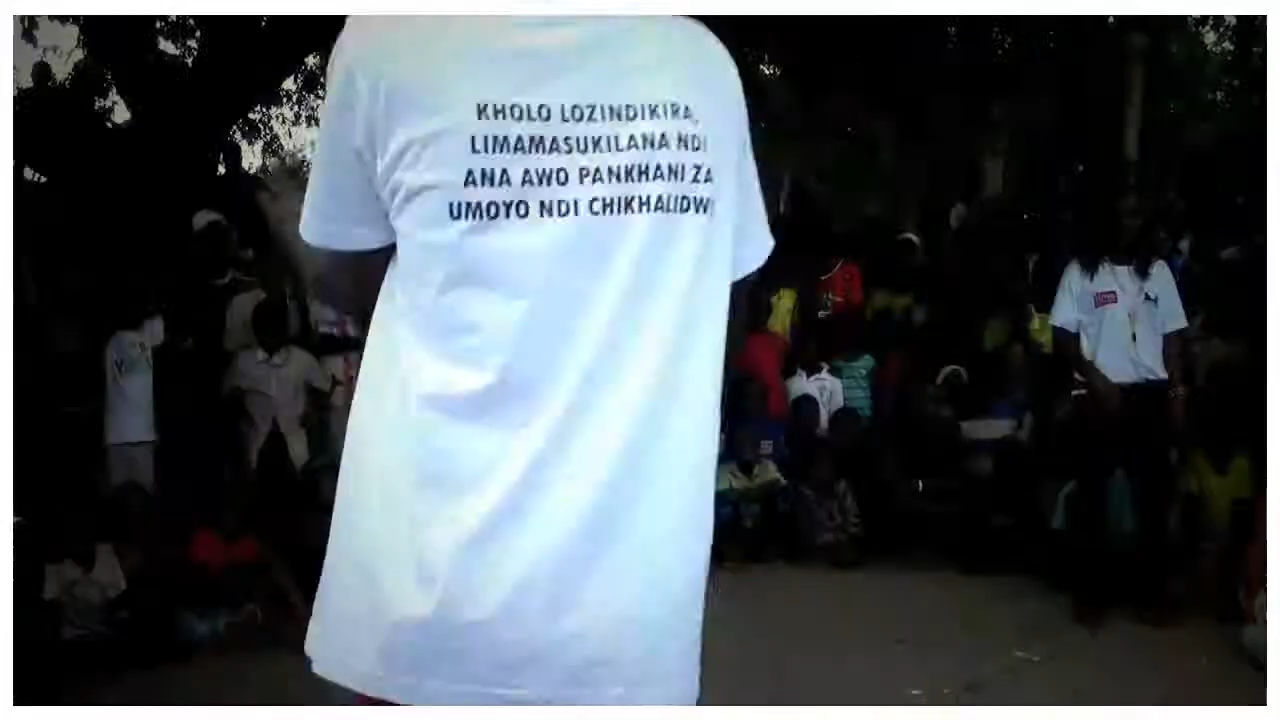 KHOLO LOZINDIKIRA,
LIMAMASUKILANA NDI
ANA AWO PANKHANI ZA
UMOYO NDI CHIKHALIDW